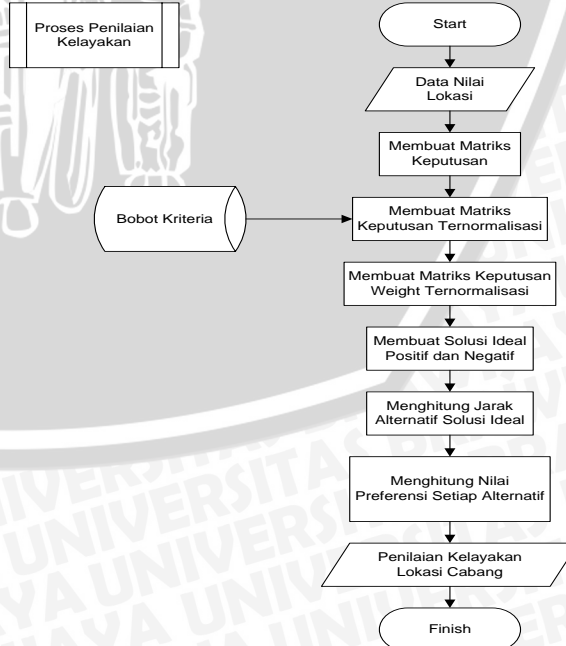 Proses Penilaian
Kelayakan
Start
Data Nilai
Lokasi
Membuat Matriks
Keputusan
Bobot Kriteria
Membuat Matriks
Keputusan Ternormalisasi
Membuat Matriks Keputusan
Weight Ternormalisasi
Membuat Solusi Ideal
Positif dan Negatif
Menghitung Jarak
Alternatif Solusi Ideal
Menghitung Nilai
Preferensi Setiap Alternatif
Penilaian Kelayakan
Lokasi Cabang
Finish